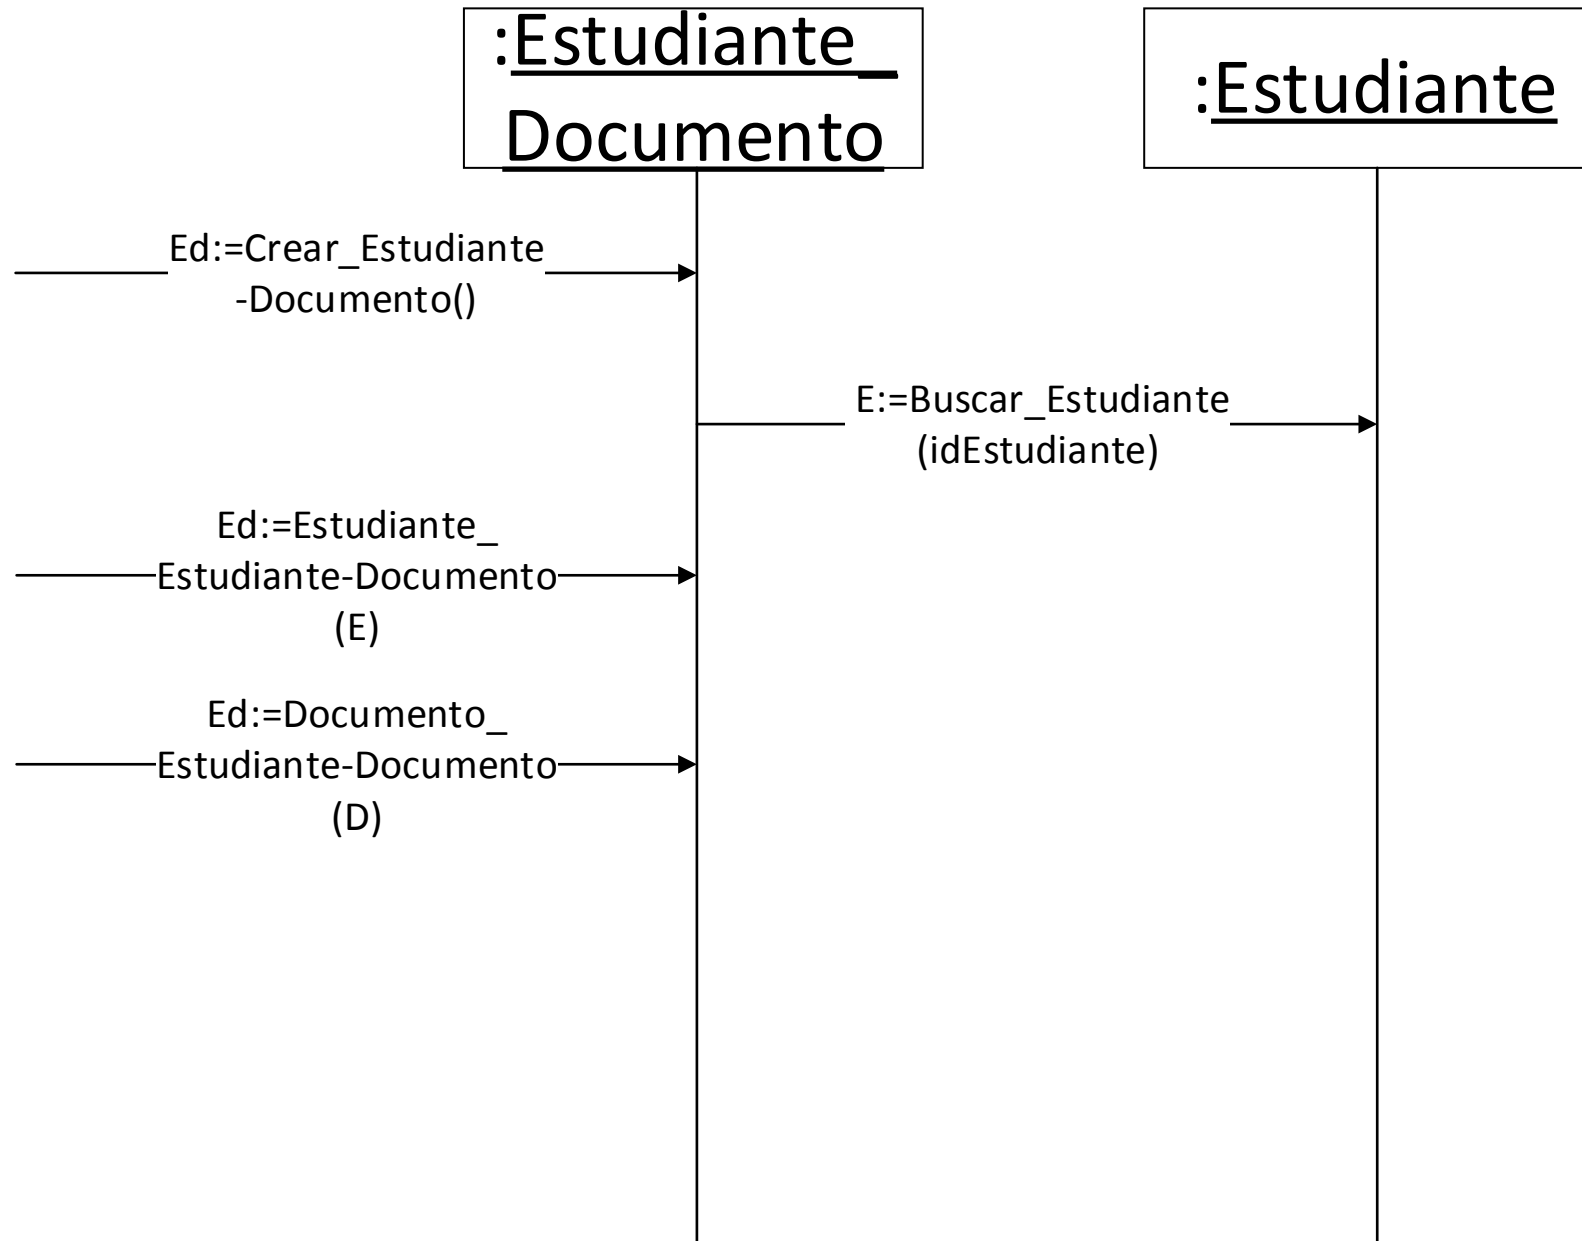 :Estudiante_
Documento
:Estudiante
Ed:=Crear_Estudiante
-Documento()
E:=Buscar_Estudiante
(idEstudiante)
Ed:=Estudiante_
Estudiante-Documento
(E)
Ed:=Documento_
Estudiante-Documento
(D)